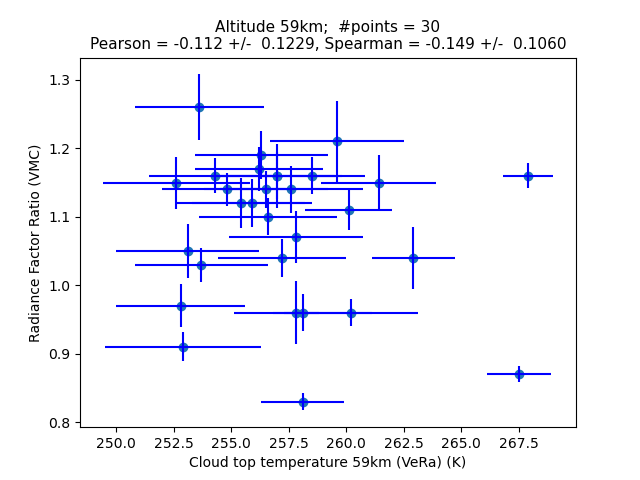 Altitude 59km;  #points = 30
Pearson = -0.112 +/-  0.1229, Spearman = -0.149 +/-  0.1060
1.3
1.2
1.1
1.0
0.9
0.8
Radiance Factor Ratio (VMC)
250.0 252.5 255.0 257.5 260.0 262.5 265.0 267.5
Cloud top temperature 59km (VeRa) (K)